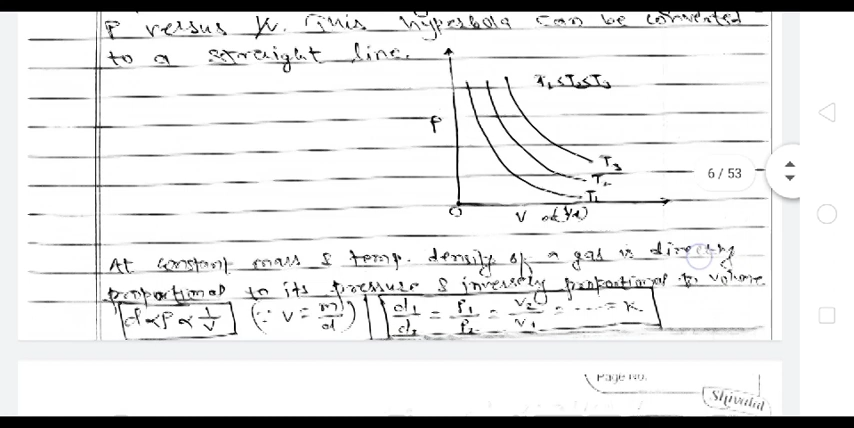 P versus V. This hyperbola can be converted
to a straight line.
T₁<T₂<T₃
P
T₃
T₂
T₁
O
V
At constant mass & temp. density of a gas is directly
proportional to its pressure & inversely proportional to volume
d∝P∝1/V (∵ V = m/d) d₁/d₂ = P₁/P₂ = V₂/V₁ = ..... = K
6 / 53
Page No.
Shivalal